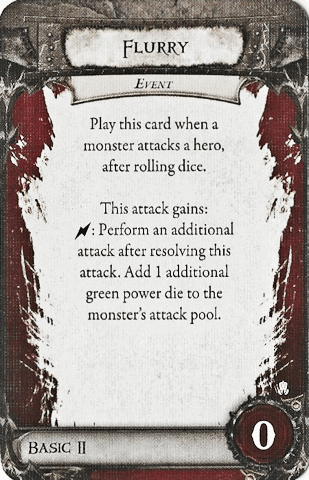 FLURRY
EVENT
Play this card when a
monster attacks a hero,
after rolling dice.
This attack gains:
: Perform an additional
attack after resolving this
attack. Add 1 additional
green power die to the
monster's attack pool.
BASIC II
0